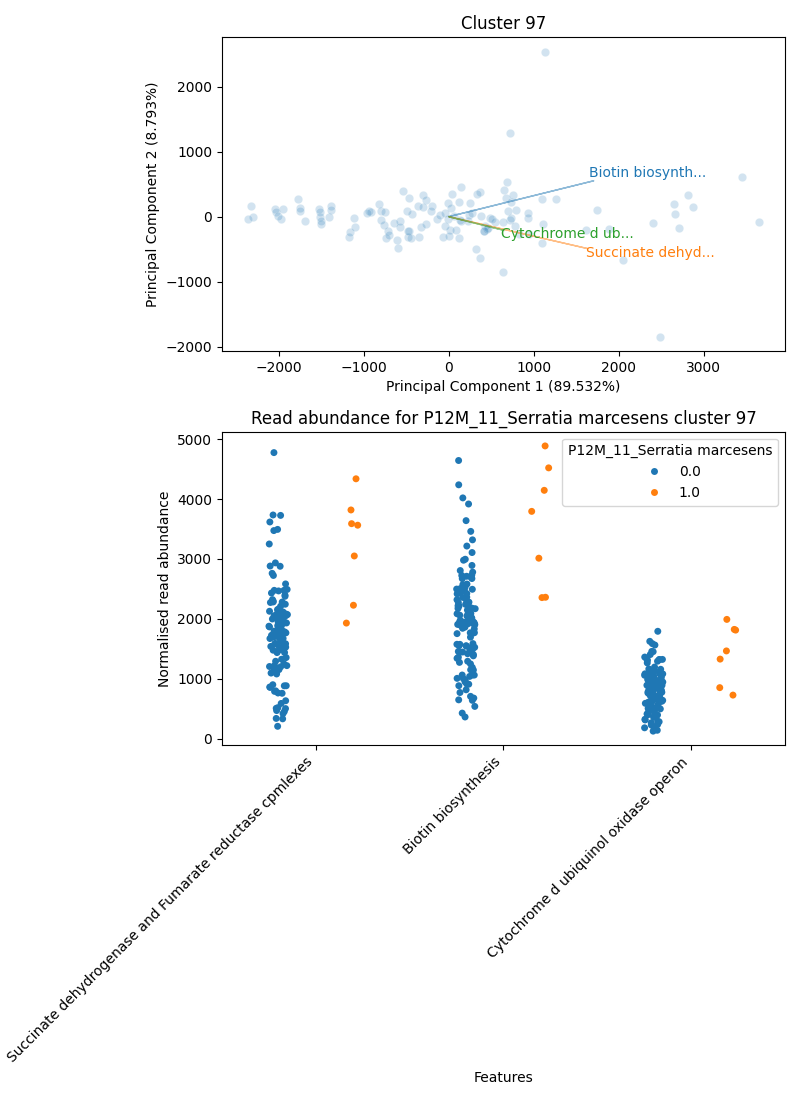 Cluster 97
Principal Component 2 (8.793%)
2000
1000
0
−1000
−2000
Biotin biosynth...
Cytochrome d ub...
Succinate dehyd...
−2000
−1000
0
1000
2000
3000
Principal Component 1 (89.532%)
Read abundance for P12M_11_Serratia marcesens cluster 97
Normalised read abundance
5000
4000
3000
2000
1000
0
P12M_11_Serratia marcesens
0.0
1.0
Succinate dehydrogenase and Fumarate reductase cpmlexes
Biotin biosynthesis
Cytochrome d ubiquinol oxidase operon
Features